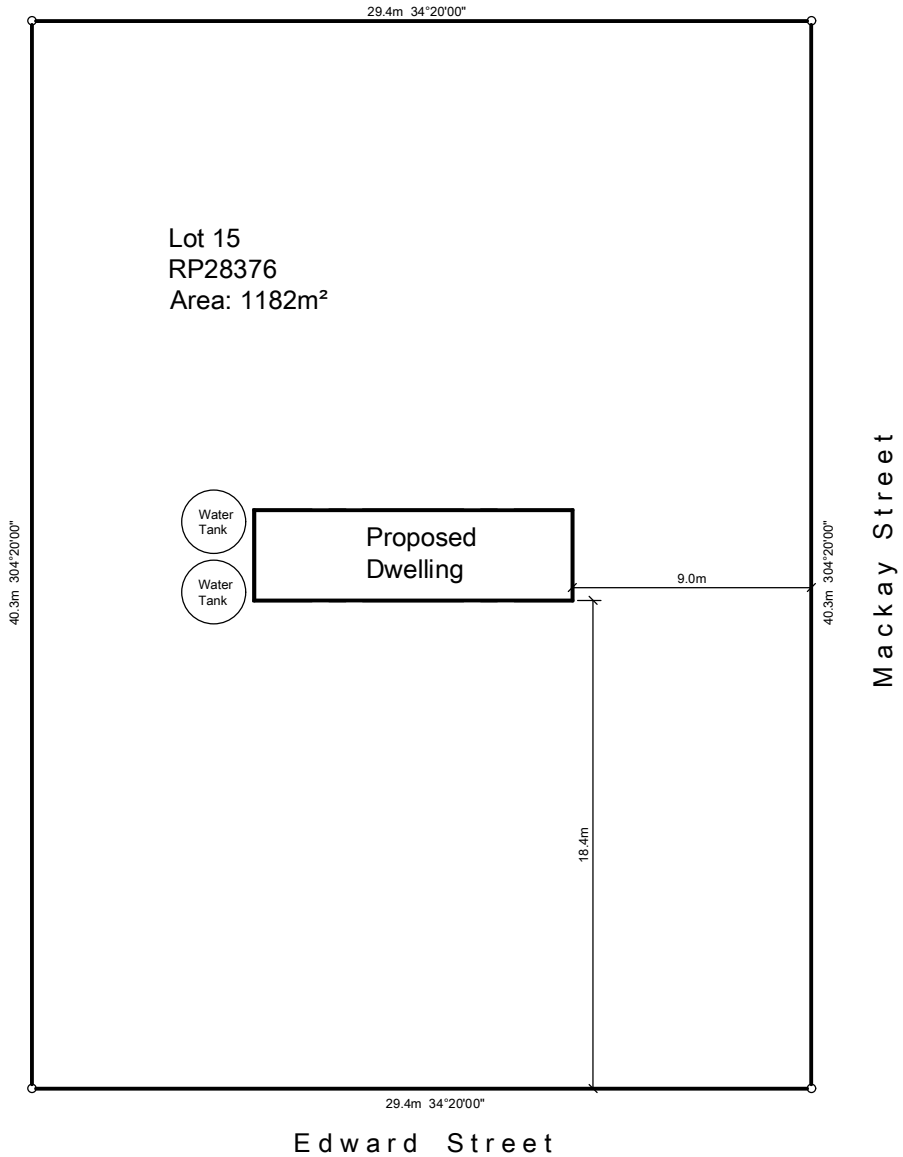 29.4m 34°20'00"
Lot 15
RP28376
Area: 1182m²
Mackay Street
Water
Tank
Proposed
Dwelling
40.3m 304°20'00"
9.0m
40.3m 304°20'00"
Water
Tank
18.4m
29.4m 34°20'00"
Edward Street